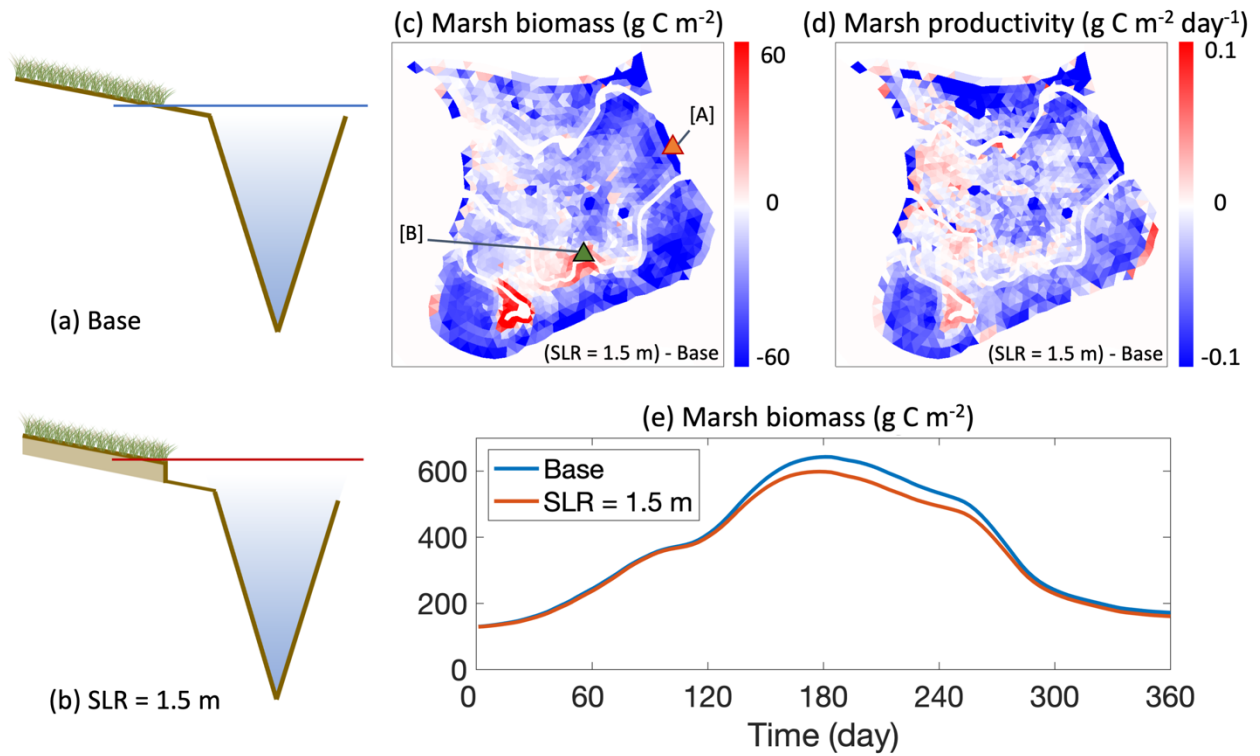 (a) Base
(b) SLR = 1.5 m
(c) Marsh biomass (g C m⁻²)
[A]
[B]
(SLR = 1.5 m) - Base
60
0
-60
(d) Marsh productivity (g C m⁻² day⁻¹)
(SLR = 1.5 m) - Base
0.1
0
-0.1
(e) Marsh biomass (g C m⁻²)
Base
SLR = 1.5 m
600
400
200
0
0 60 120 180 240 300 360
Time (day)